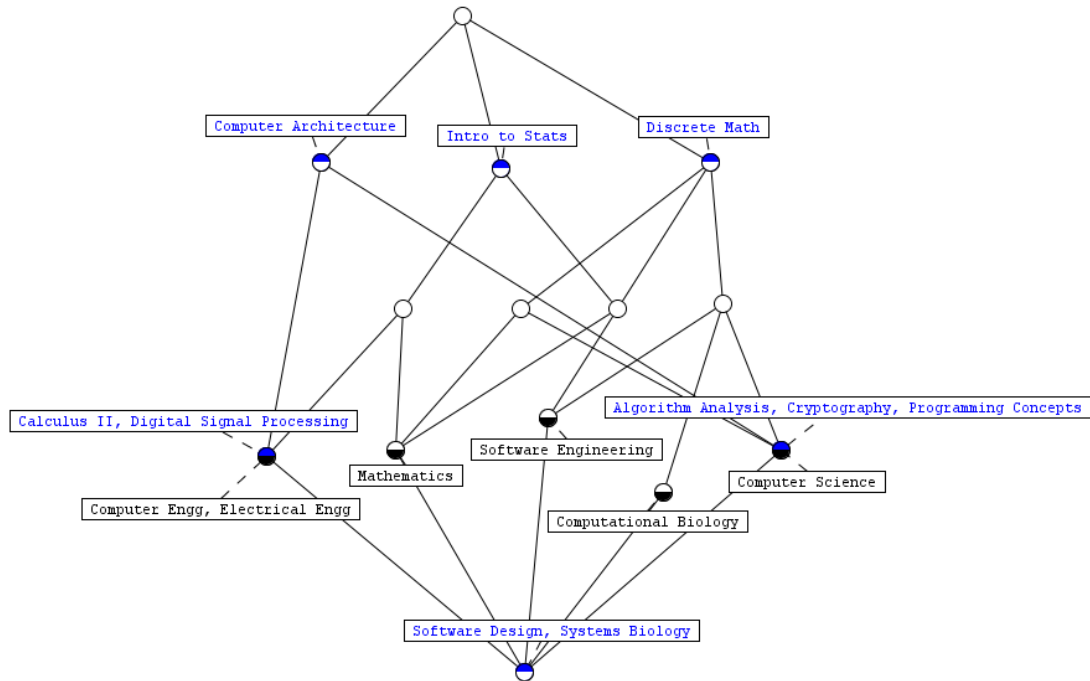 Computer Architecture
Intro to Stats
Discrete Math
Calculus II, Digital Signal Processing
Algorithm Analysis, Cryptography, Programming Concepts
Software Engineering
Mathematics
Computer Science
Computer Engg, Electrical Engg
Computational Biology
Software Design, Systems Biology